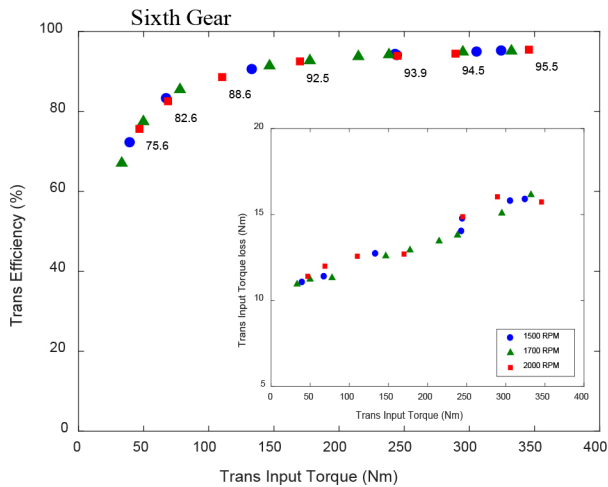 Sixth Gear
100
80
60
40
20
0
Trans Efficiency (%)
75.6
82.6
88.6
92.5
93.9
94.5
95.5
20
15
10
5
Trans Input Torque loss (Nm)
1500 RPM
1700 RPM
2000 RPM
0 50 100 150 200 250 300 350 400
Trans Input Torque (Nm)
0 50 100 150 200 250 300 350 400
Trans Input Torque (Nm)